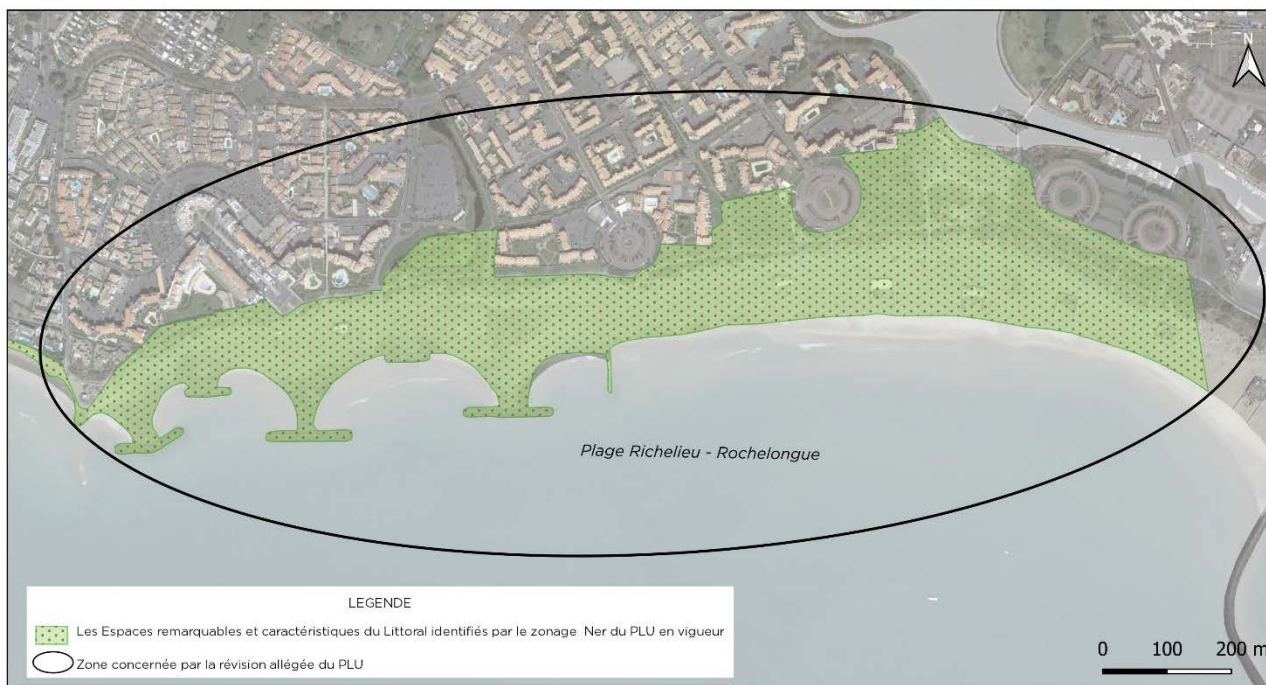 N
Plage Richelieu - Rochelongue
LEGENDE
Les Espaces remarquables et caractéristiques du Littoral identifiés par le zonage Ner du PLU en vigueur
Zone concernée par la révision allégée du PLU
0 100 200 m